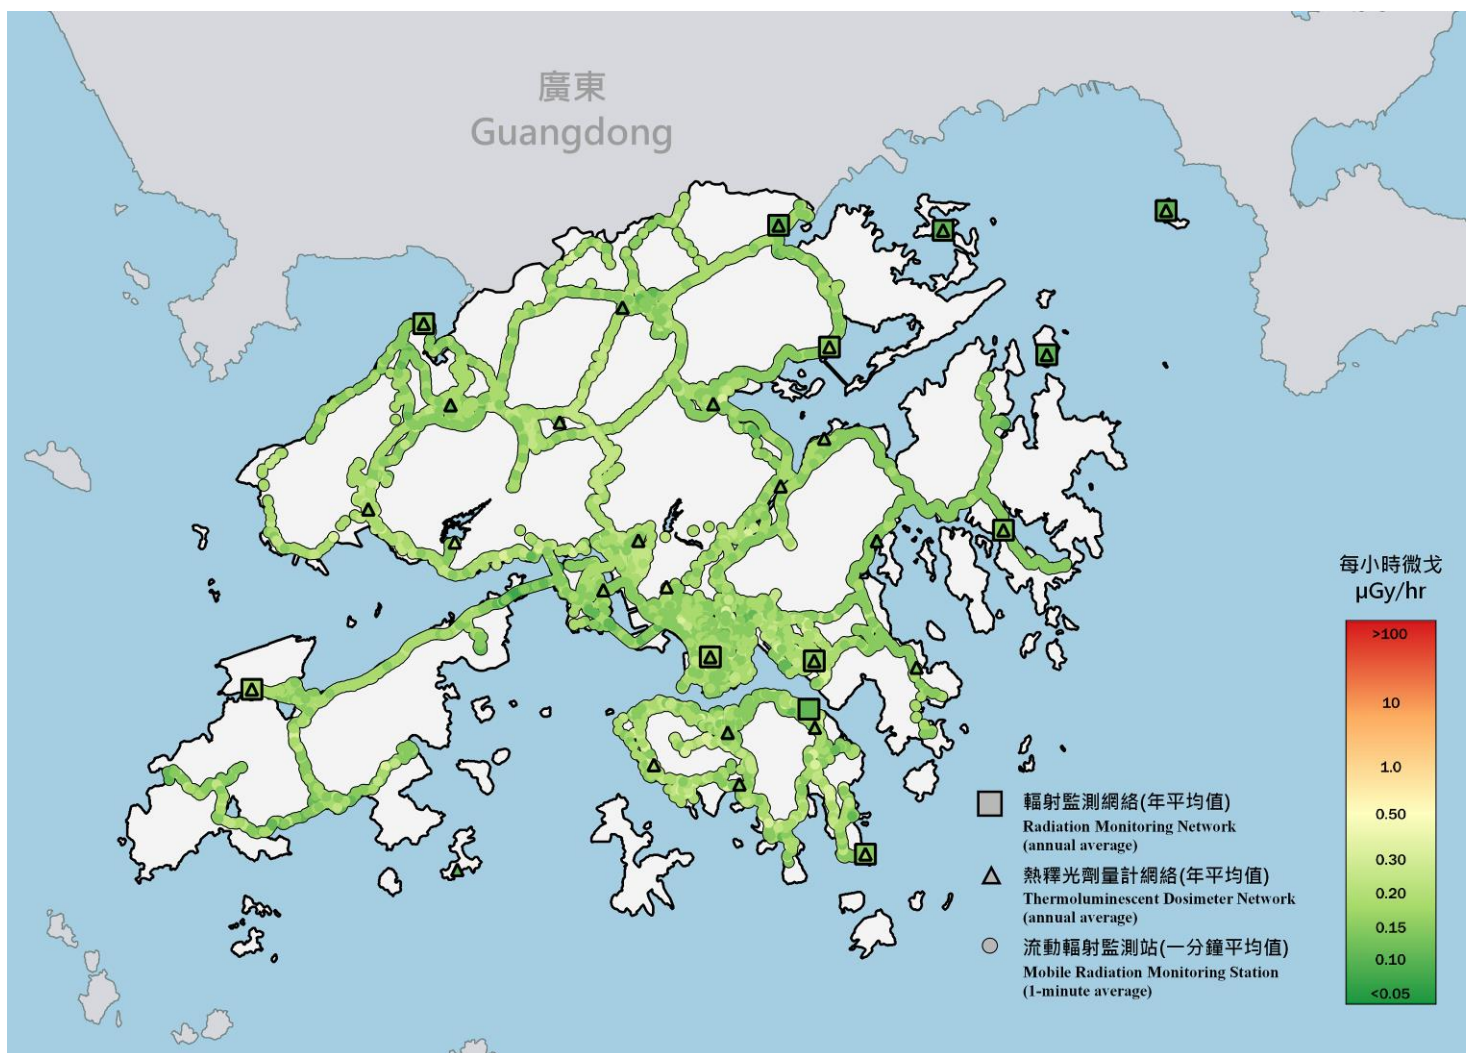 廣東
Guangdong
每小時微戈
μGy/hr
>100
10
1.0
0.50
0.30
0.20
0.15
0.10
<0.05
輻射監測網絡(年平均值)
Radiation Monitoring Network
(annual average)
熱釋光劑量計網絡(年平均值)
Thermoluminescent Dosimeter Network
(annual average)
流動輻射監測站(一分鐘平均值)
Mobile Radiation Monitoring Station
(1-minute average)